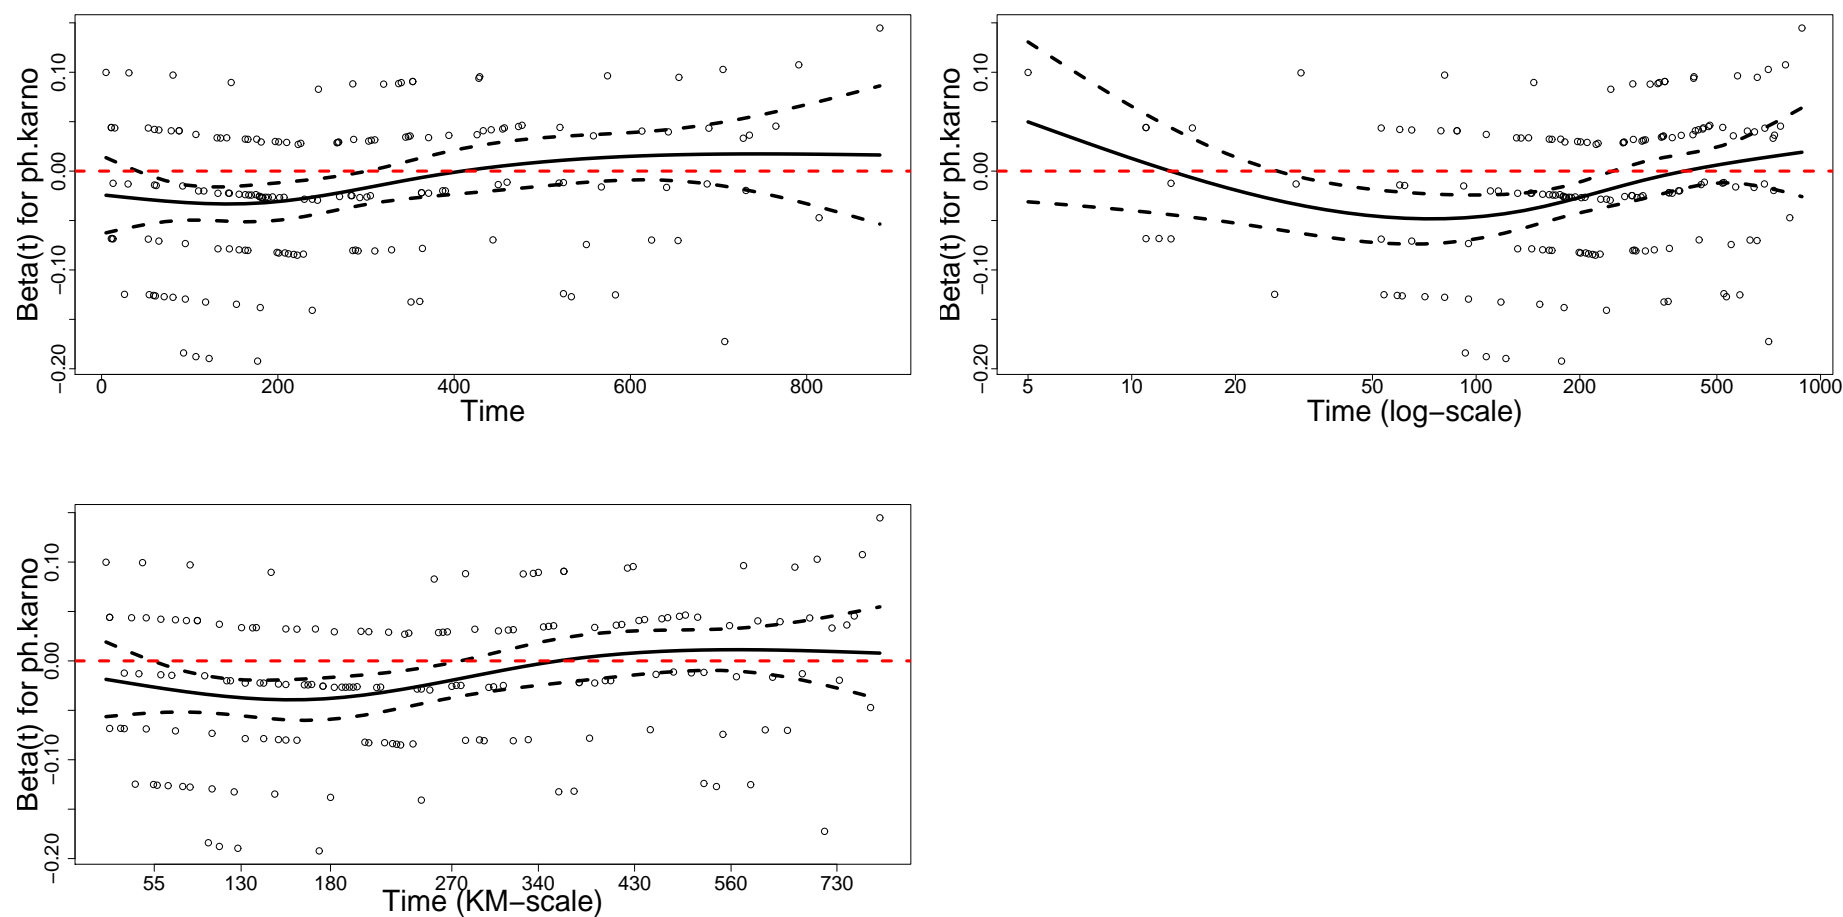 Beta(t) for ph.karno
0.10
0.00
−0.10
−0.20
0 200 400 600 800
Time
Beta(t) for ph.karno
0.10
0.00
−0.10
−0.20
5 10 20 50 100 200 500 1000
Time (log−scale)
Beta(t) for ph.karno
0.10
0.00
−0.10
−0.20
55 130 180 270 340 430 560 730
Time (KM−scale)